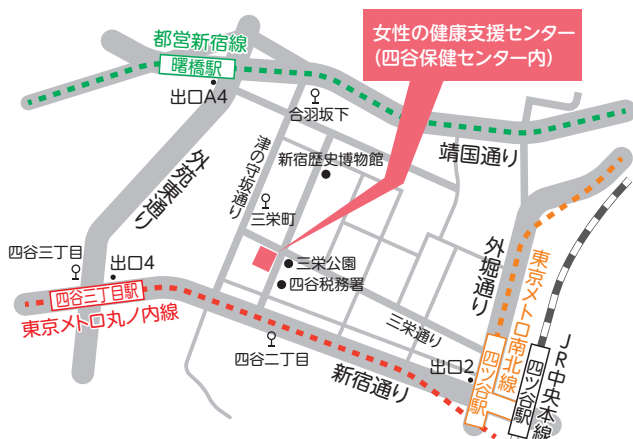 女性の健康支援センター
(四谷保健センター内)
都営新宿線
曙橋駅
出口A4
合羽坂下
靖国通り
津の守坂通り
新宿歴史博物館
外苑東通り
三栄町
四谷三丁目
出口4
三栄公園
四谷税務署
外堀通り
四谷三丁目駅
東京メトロ丸ノ内線
三栄通り
四谷二丁目
新宿通り
出口2
東京メトロ南北線
四ツ谷駅
四ツ谷駅
JR中央本線